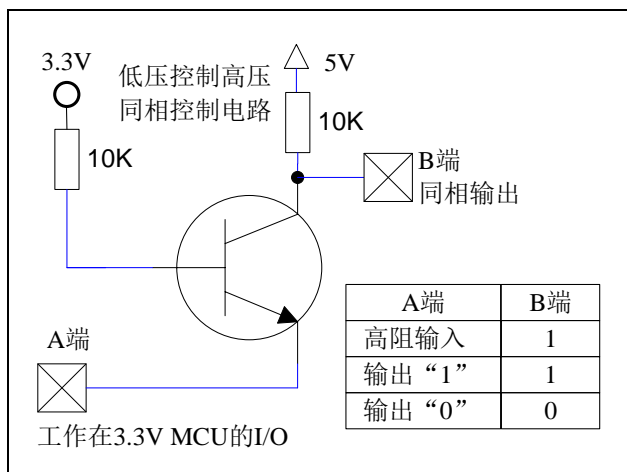 3.3V
低压控制高压
同相控制电路
5V
10K
10K
B端
同相输出
A端
工作在3.3V MCU的I/O
A端 B端
高阻输入 1
输出“1” 1
输出“0” 0